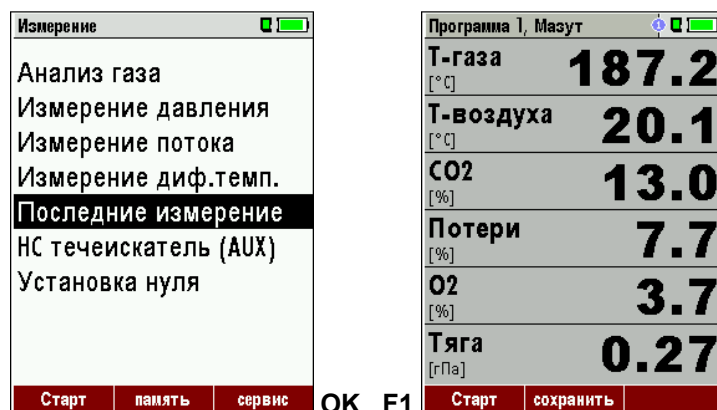 Измерение
Анализ газа
Измерение давления
Измерение потока
Измерение диф.темп.
Последние измерение
HC течеискатель (AUX)
Установка нуля
Старт память сервис
OK F1
Программа 1, Мазут
Т-газа 187.2
[°C]
Т-воздуха 20.1
[°C]
CO2 13.0
[%]
Потери 7.7
[%]
O2 3.7
[%]
Тяга 0.27
[гПа]
Старт сохранить